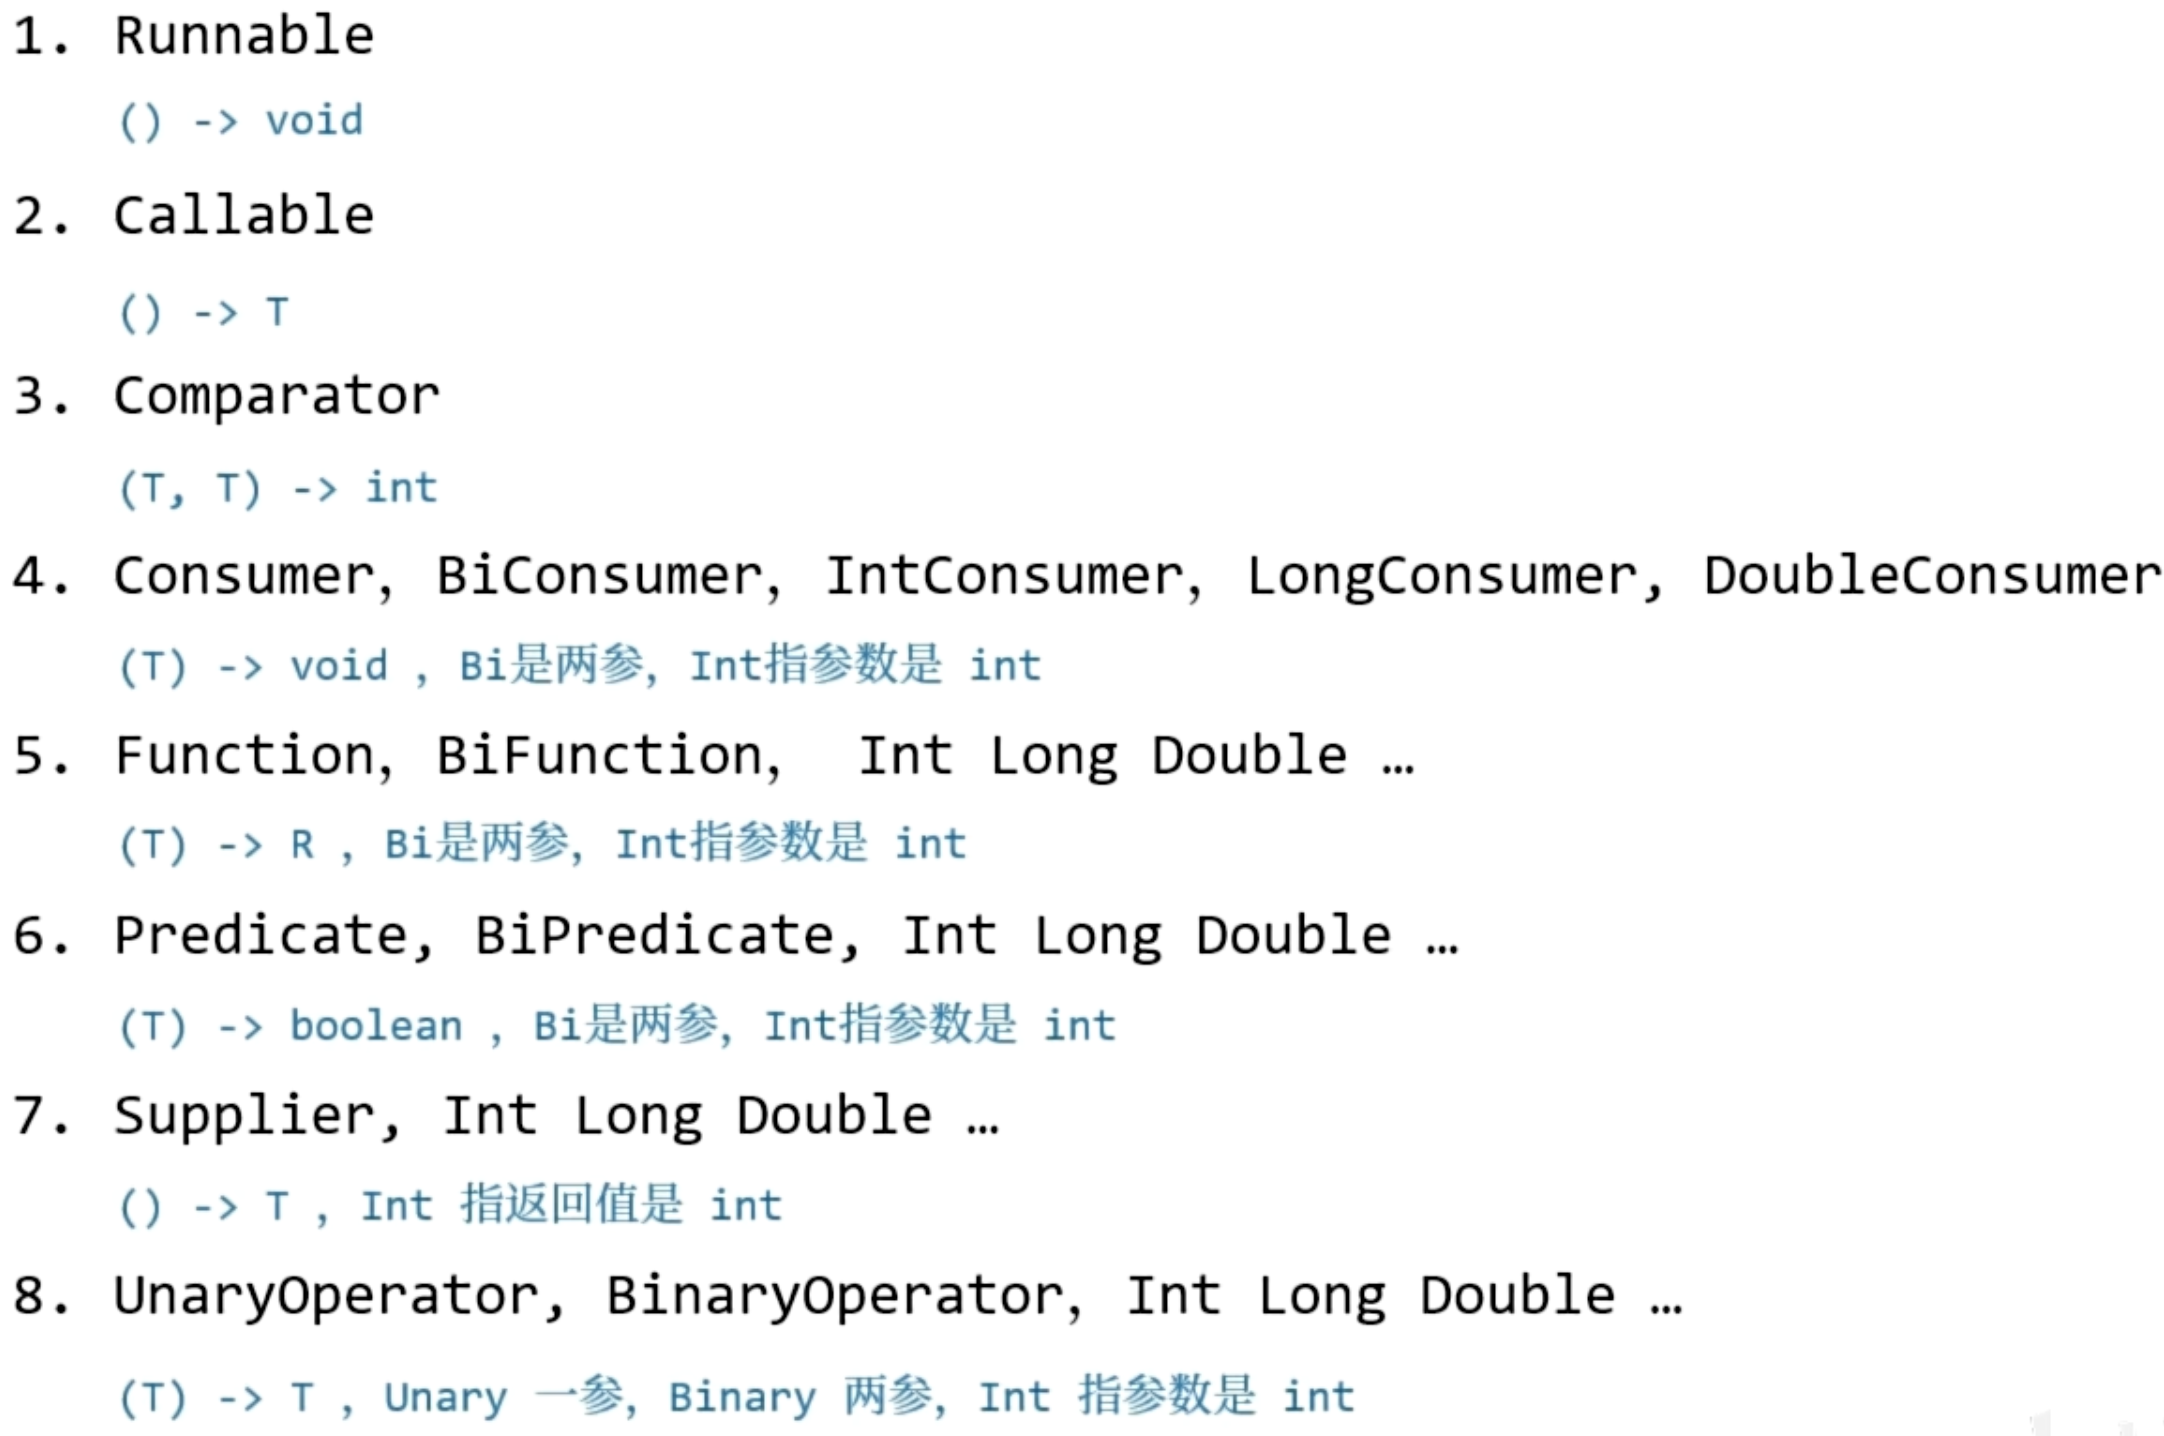 1. Runnable
() -> void
2. Callable
() -> T
3. Comparator
(T, T) -> int
4. Consumer, BiConsumer, IntConsumer, LongConsumer, DoubleConsumer
(T) -> void , Bi是两参, Int指参数是 int
5. Function, BiFunction, Int Long Double …
(T) -> R , Bi是两参, Int指参数是 int
6. Predicate, BiPredicate, Int Long Double …
(T) -> boolean , Bi是两参, Int指参数是 int
7. Supplier, Int Long Double …
() -> T , Int 指返回值是 int
8. UnaryOperator, BinaryOperator, Int Long Double …
(T) -> T , Unary 一参, Binary 两参, Int 指参数是 int